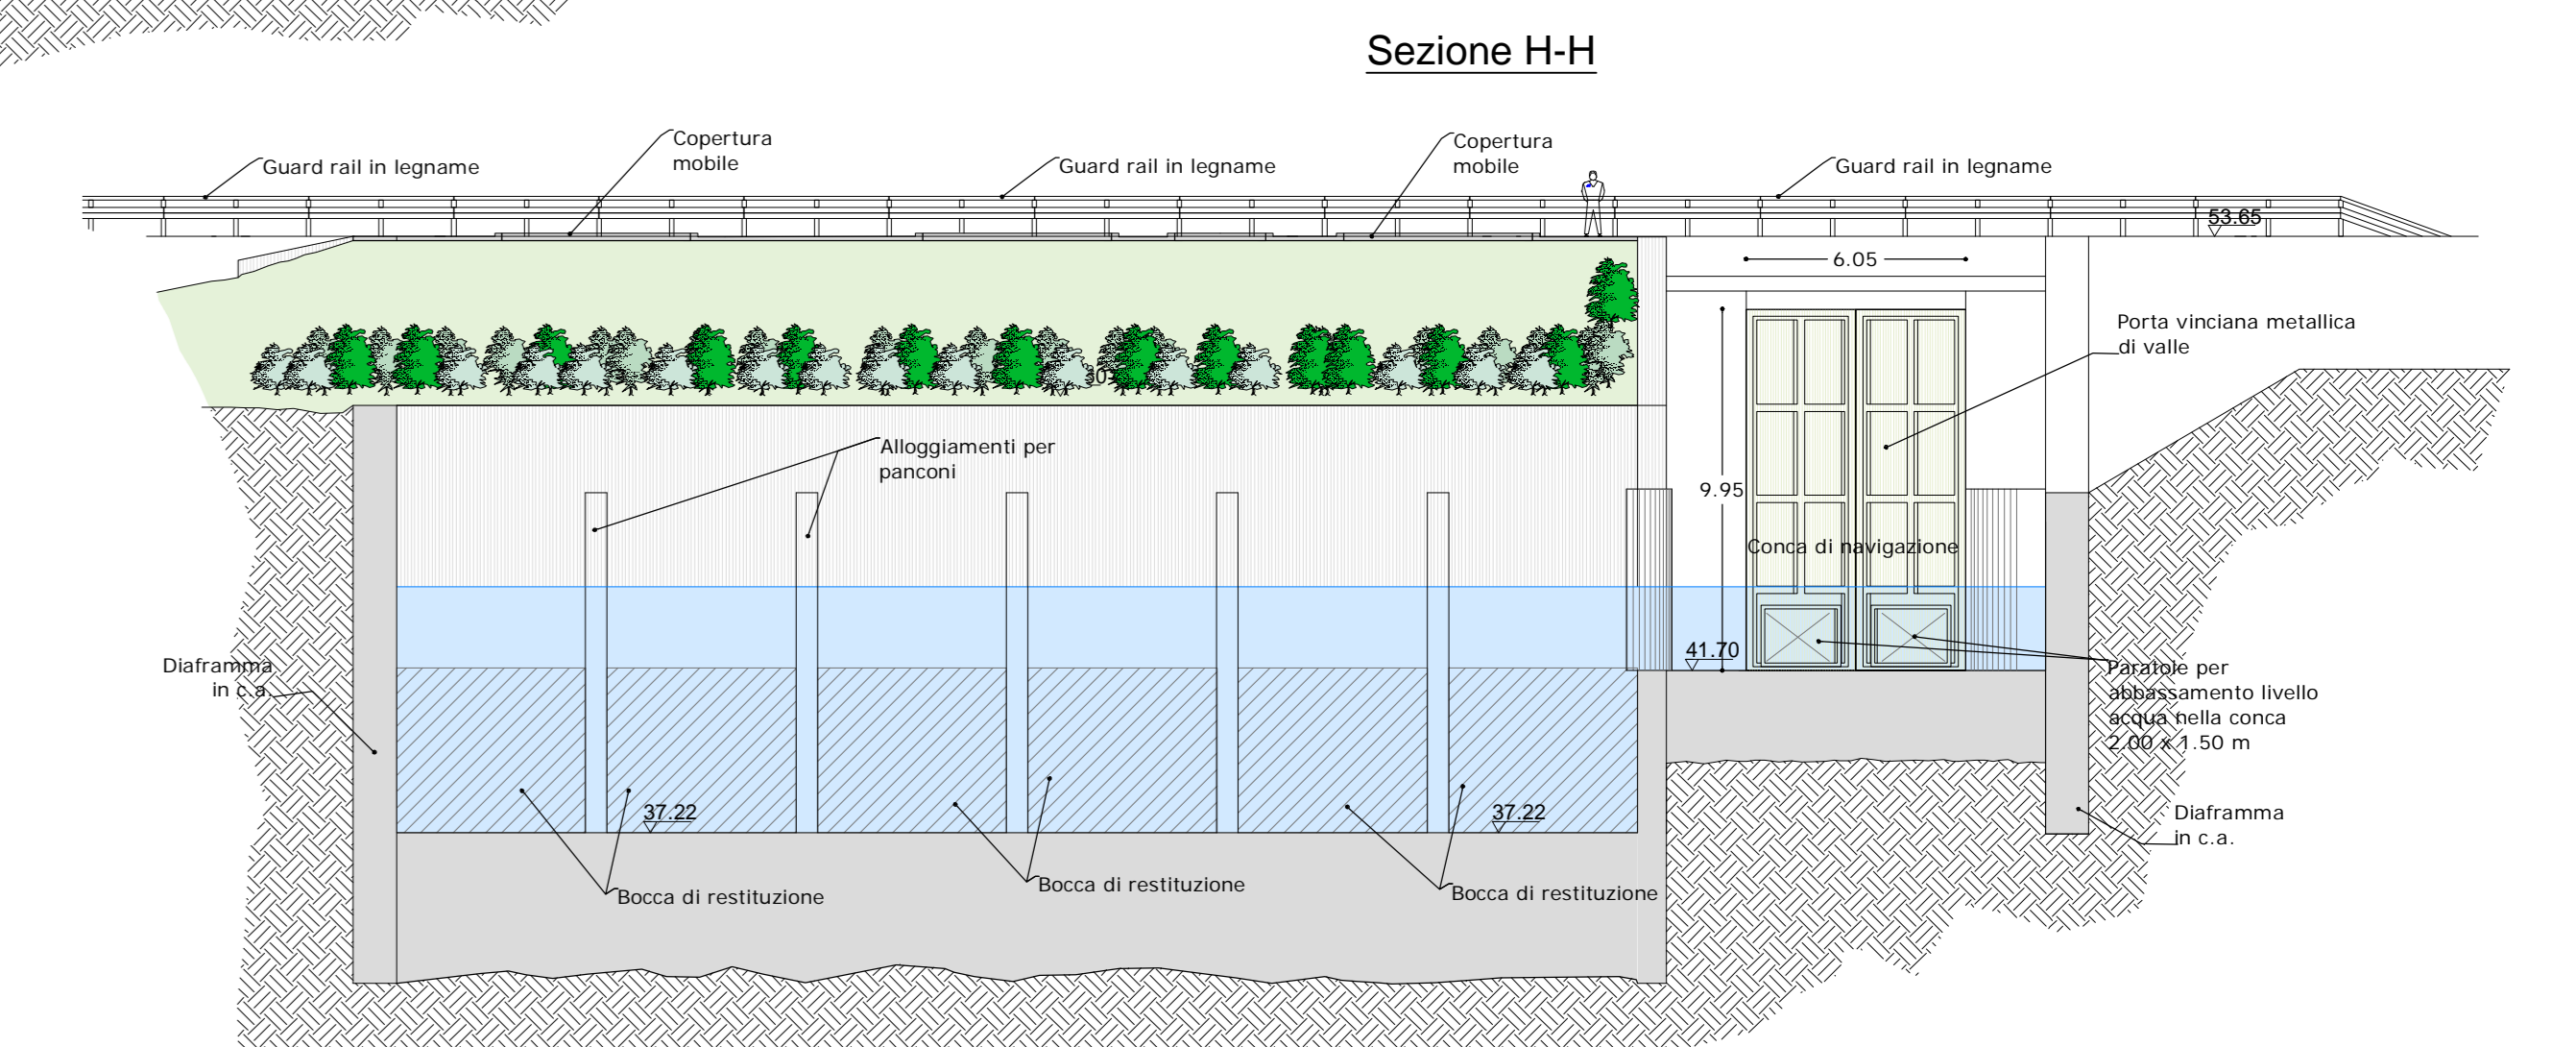 Sezione H-H
Copertura
mobile
Copertura
mobile
Guard rail in legname
Guard rail in legname
Guard rail in legname
53.65
6.05
Porta vinciana metallica
di valle
Alloggiamenti per
panconi
9.95
Conca di navigazione
41.70
Diaframma
in c.a.
Paratoie per
abbassamento livello
acqua nella conca
2.00 x 1.50 m
37.22
37.22
Diaframma
in c.a.
Bocca di restituzione
Bocca di restituzione
Bocca di restituzione